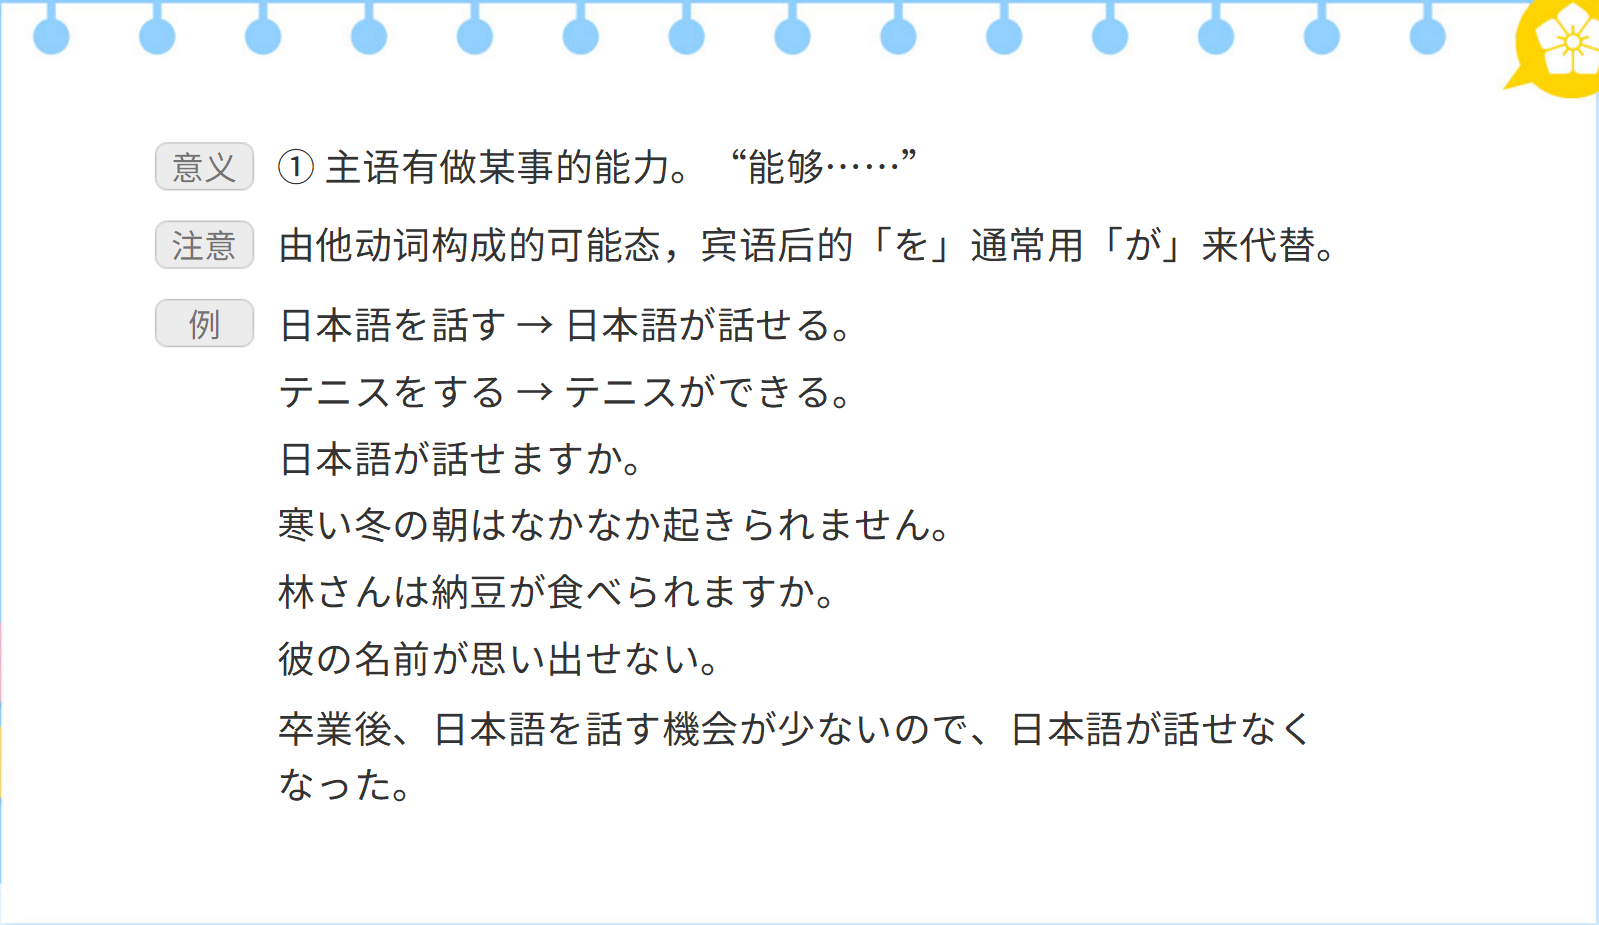 意义 ① 主语有做某事的能力。“能够……”
注意 由他动词构成的可能态，宾语后的「を」通常用「が」来代替。
例 日本語を話す → 日本語が話せる。
テニスをする → テニスができる。
日本語が話せますか。
寒い冬の朝はなかなか起きられません。
林さんは納豆が食べられますか。
彼の名前が思い出せない。
卒業後、日本語を話す機会が少ないので、日本語が話せなく
なった。